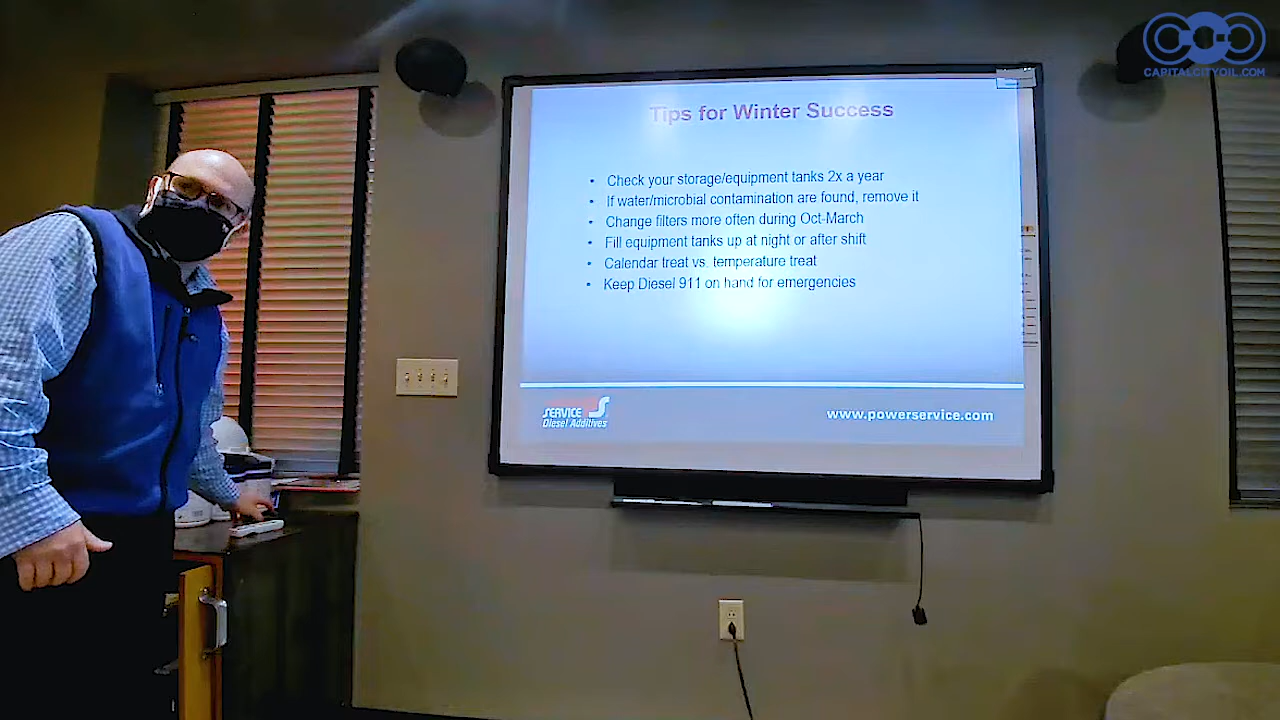 CAPITALCITYOIL.COM
Tips for Winter Success
• Check your storage/equipment tanks 2x a year
• If water/microbial contamination are found, remove it
• Change filters more often during Oct-March
• Fill equipment tanks up at night or after shift
• Calendar treat vs. temperature treat
• Keep Diesel 911 on hand for emergencies
SERVICE
Diesel Additives
www.powerservice.com